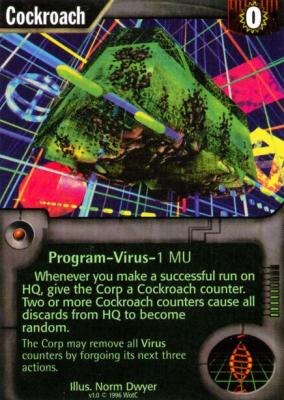 Cockroach
0
Program-Virus-1 MU
Whenever you make a successful run on
HQ, give the Corp a Cockroach counter.
Two or more Cockroach counters cause all
discards from HQ to become
random.
The Corp may remove all Virus
counters by forgoing its next three
actions.
Illus. Norm Dwyer
v1.0 © 1996 WotC